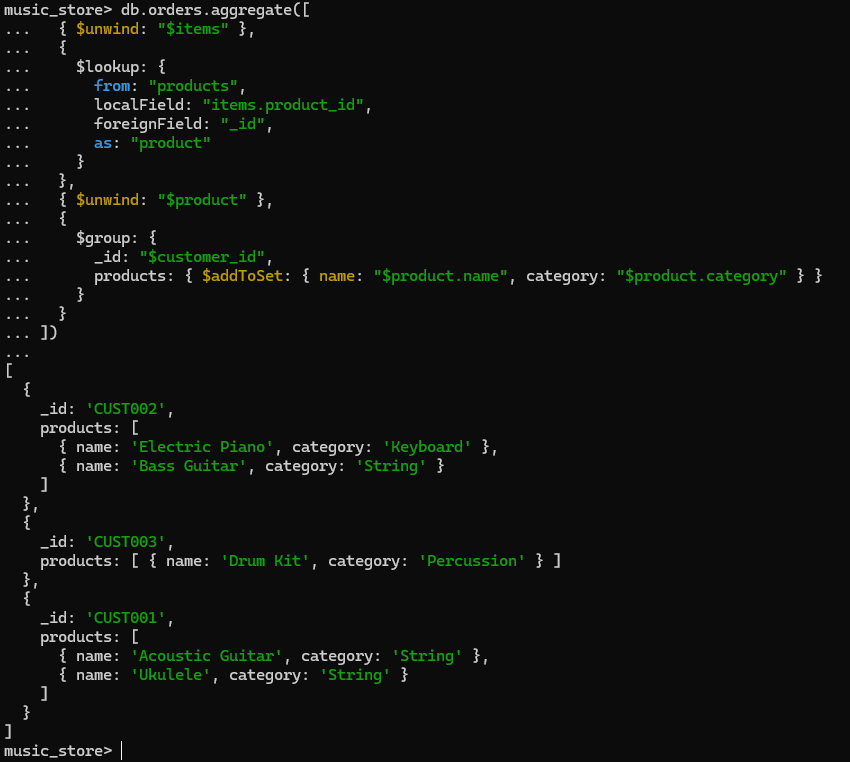 music_store> db.orders.aggregate([
...   { $unwind: "$items" },
...   {
...     $lookup: {
...       from: "products",
...       localField: "items.product_id",
...       foreignField: "_id",
...       as: "product"
...     }
...   },
...   { $unwind: "$product" },
...   {
...     $group: {
...       _id: "$customer_id",
...       products: { $addToSet: { name: "$product.name", category: "$product.category" } }
...     }
...   }
... ])
...
[
  {
    _id: 'CUST002',
    products: [
      { name: 'Electric Piano', category: 'Keyboard' },
      { name: 'Bass Guitar', category: 'String' }
    ]
  },
  {
    _id: 'CUST003',
    products: [ { name: 'Drum Kit', category: 'Percussion' } ]
  },
  {
    _id: 'CUST001',
    products: [
      { name: 'Acoustic Guitar', category: 'String' },
      { name: 'Ukulele', category: 'String' }
    ]
  }
]
music_store>